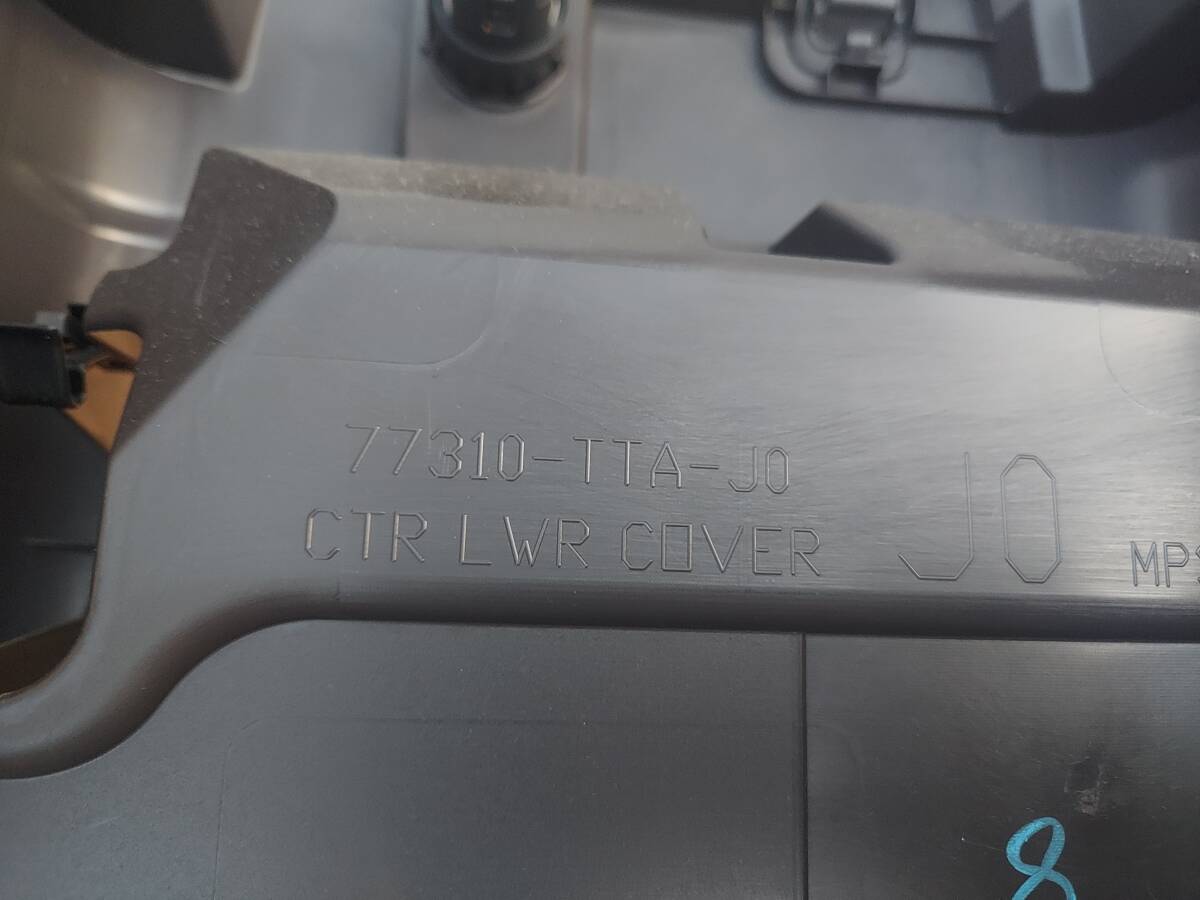 77310-TTA-J0
CTR LWR COVER
J0
8